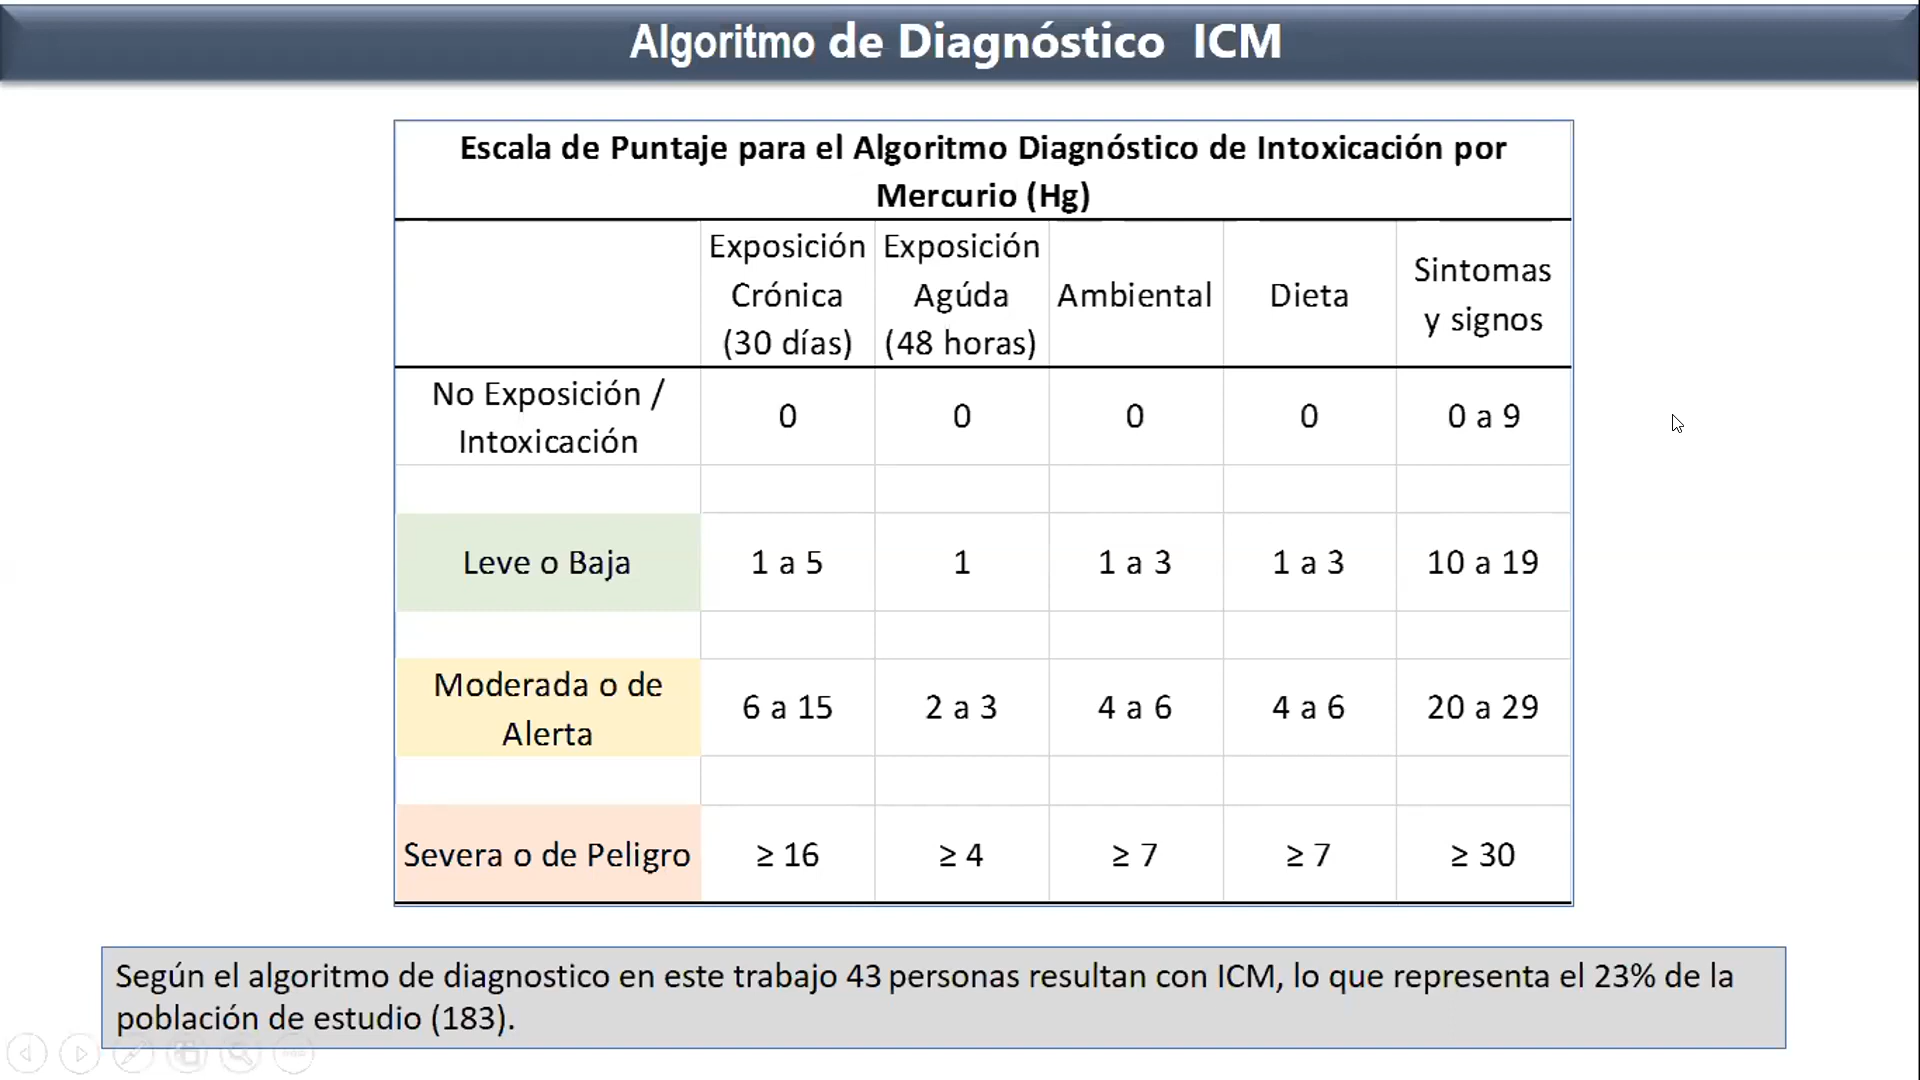 Algoritmo de Diagnóstico ICM
Escala de Puntaje para el Algoritmo Diagnóstico de Intoxicación por
Mercurio (Hg)
Exposición Crónica (30 días) Exposición Agúda (48 horas) Ambiental Dieta Sintomas y signos
No Exposición / Intoxicación 0 0 0 0 0 a 9
Leve o Baja 1 a 5 1 1 a 3 1 a 3 10 a 19
Moderada o de Alerta 6 a 15 2 a 3 4 a 6 4 a 6 20 a 29
Severa o de Peligro ≥ 16 ≥ 4 ≥ 7 ≥ 7 ≥ 30
Según el algoritmo de diagnostico en este trabajo 43 personas resultan con ICM, lo que representa el 23% de la
población de estudio (183).